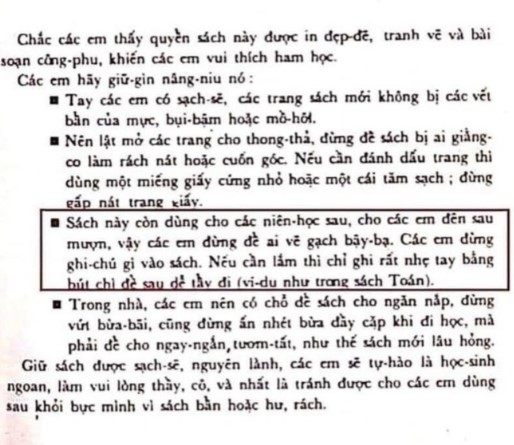 Chắc các em thấy quyển sách này được in đẹp-đẽ, tranh vẽ và bài
soạn công-phu, khiến các em vui thích ham học.
Các em hãy giữ-gìn nâng-niu nó :
■ Tay các em có sạch-sẽ, các trang sách mới không bị các vết
bẩn của mực, bụi-bặm hoặc mồ-hôi.
■ Nên lật mở các trang cho thong-thả, đừng để sách bị ai giằng-
co làm rách nát hoặc cuốn góc. Nếu cần đánh dấu trang thì
dùng một miếng giấy cứng nhỏ hoặc một cái tăm sạch ; đừng
gấp nát trang giấy.
■ Sách này còn dùng cho các niên-học sau, cho các em đến sau
mượn, vậy các em đừng để ai vẽ gạch bậy-bạ. Các em đừng
ghi-chú gì vào sách. Nếu cần lắm thì chỉ ghi rất nhẹ tay bằng
bút chì để sau dễ tẩy đi (ví-dụ như trong sách Toán).
■ Trong nhà, các em nên có chỗ để sách cho ngăn nắp, đừng
vứt bừa-bãi, cũng đừng ấn nhét bừa đầy cặp khi đi học, mà
phải để cho ngay-ngắn, tươm-tất, như thế sách mới lâu hỏng.
Giữ sách được sạch-sẽ, nguyên lành, các em sẽ tự-hào là học-sinh
ngoan, làm vui lòng thầy, cô, và nhất là tránh được cho các em dùng
sau khỏi bực mình vì sách bẩn hoặc hư, rách.